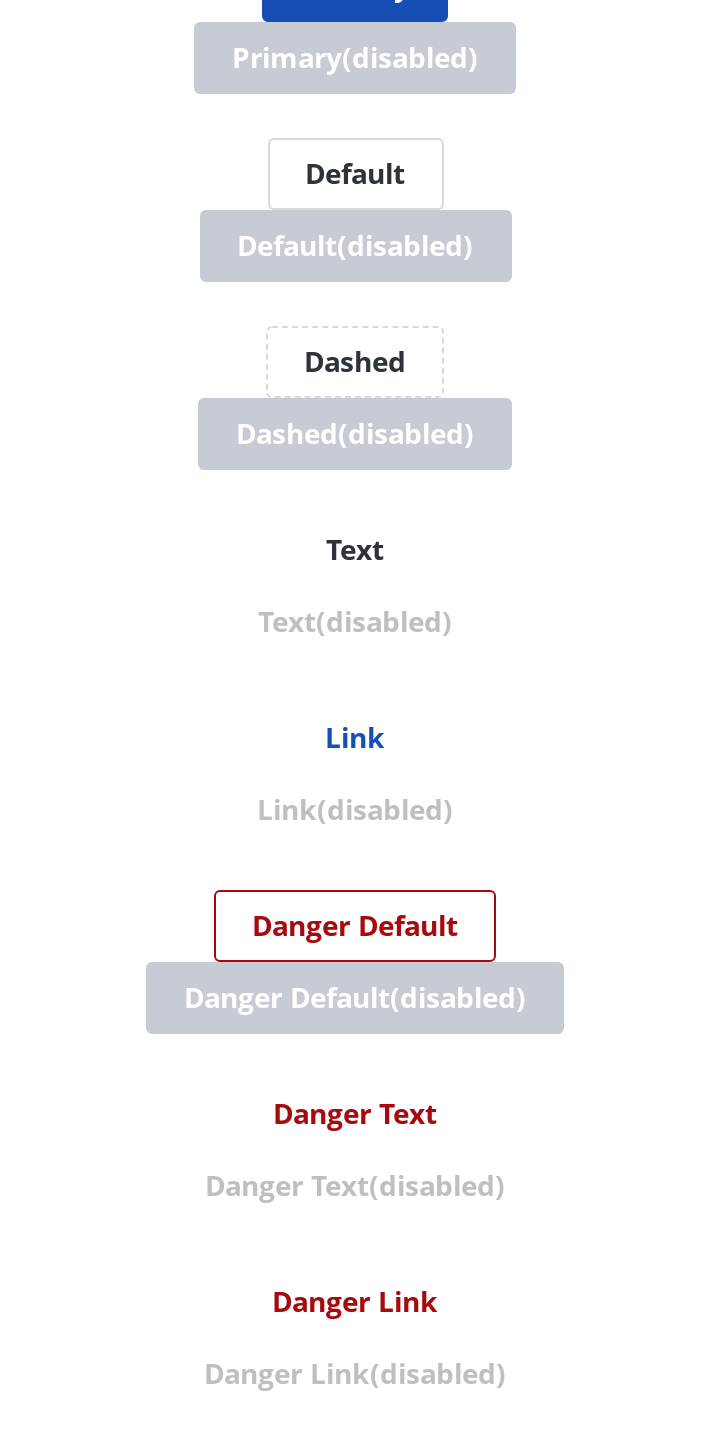 Primary(disabled)
Default
Default(disabled)
Dashed
Dashed(disabled)
Text
Text(disabled)
Link
Link(disabled)
Danger Default
Danger Default(disabled)
Danger Text
Danger Text(disabled)
Danger Link
Danger Link(disabled)